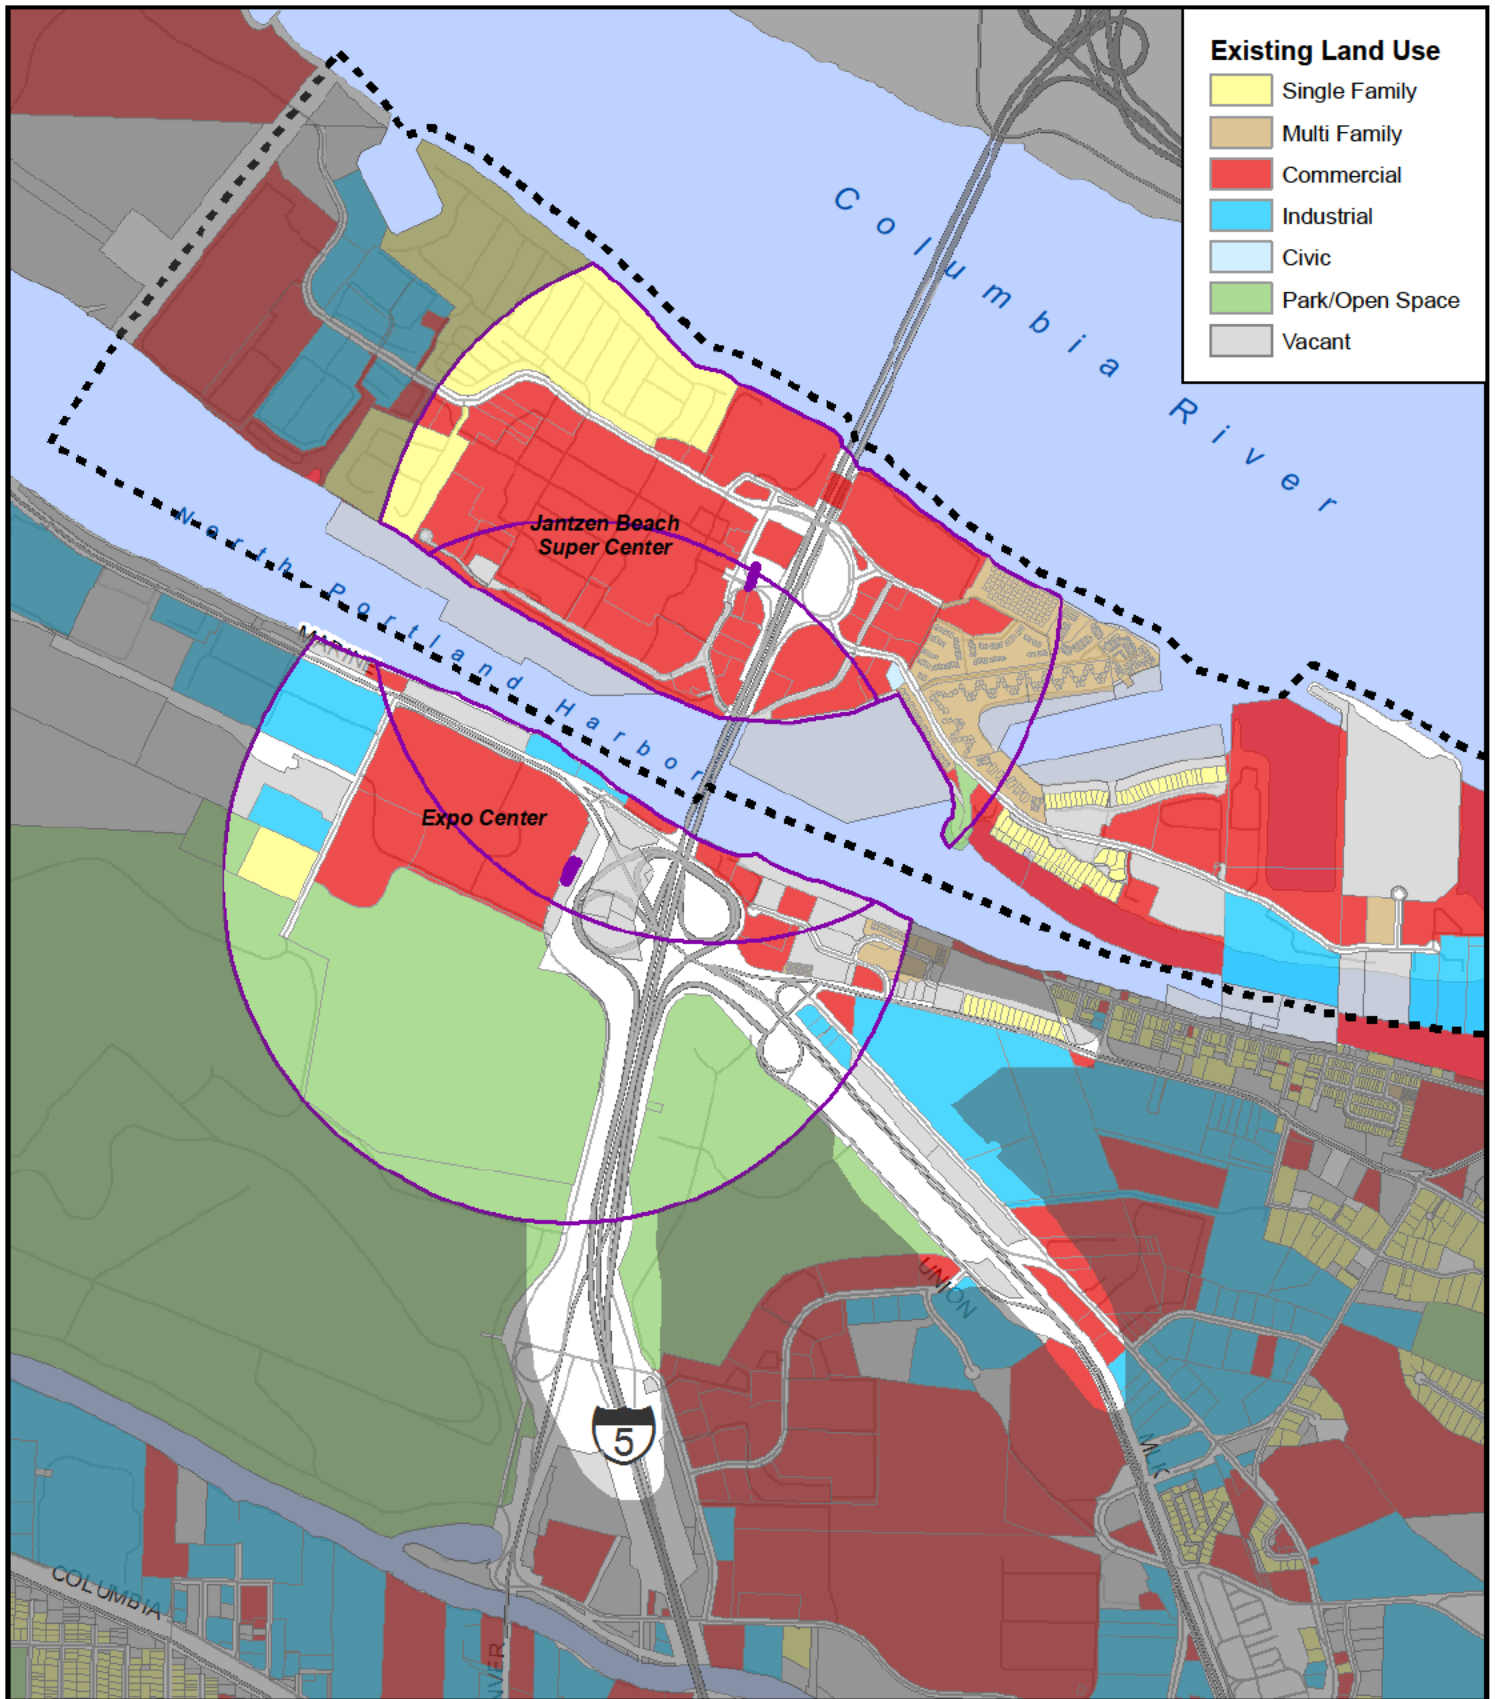 Existing Land Use
Single Family
Multi Family
Commercial
Industrial
Civic
Park/Open Space
Vacant
Columbia River
Jantzen Beach
Super Center
North Portland Harbor
MARINE
Expo Center
UNION
5
MLK
COLUMBIA
NVER